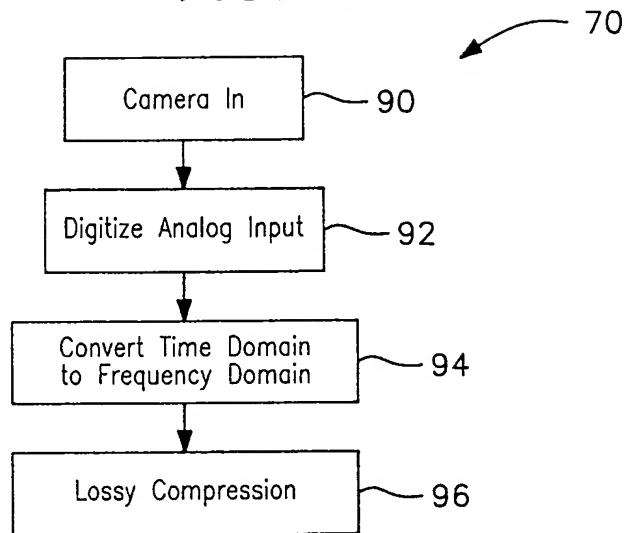 70
Camera In
90
Digitize Analog Input
92
Convert Time Domain
to Frequency Domain
94
Lossy Compression
96